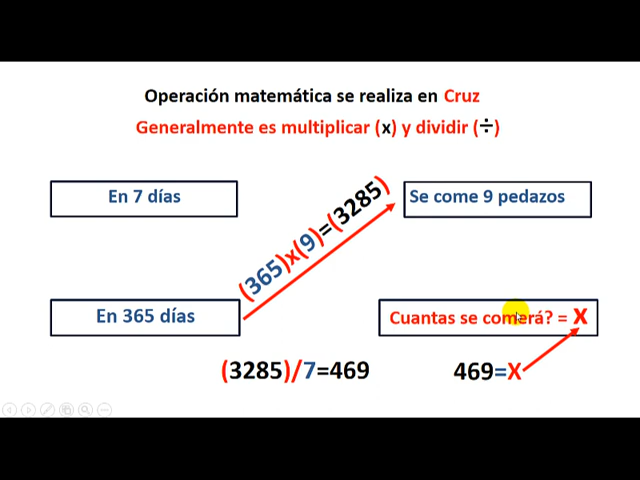 Operación matemática se realiza en Cruz
Generalmente es multiplicar (x) y dividir (÷)
En 7 días
Se come 9 pedazos
(365)x(9)=(3285)
En 365 días
Cuantas se comerá? = X
(3285)/7=469
469=X